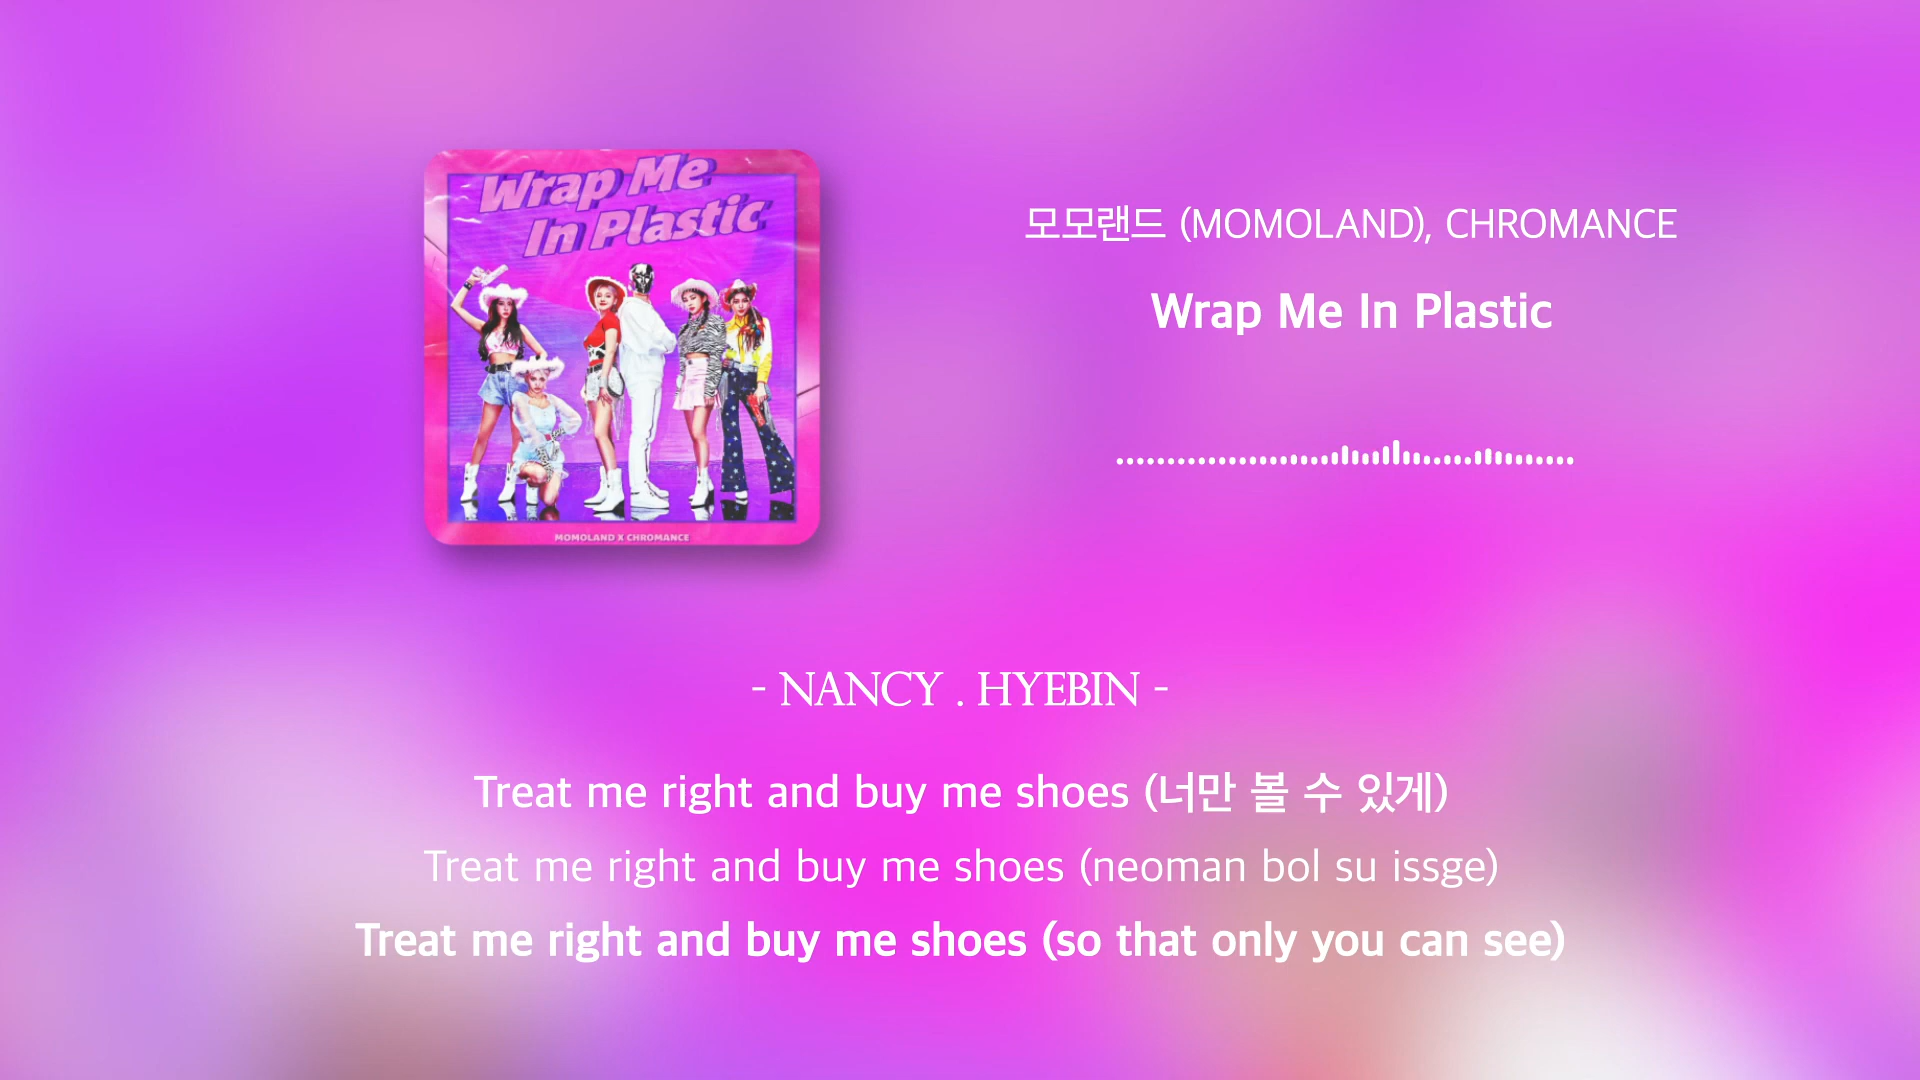 Wrap Me
In Plastic
MOMOLAND X CHROMANCE
모모랜드 (MOMOLAND), CHROMANCE
Wrap Me In Plastic
- NANCY . HYEBIN -
Treat me right and buy me shoes (너만 볼 수 있게)
Treat me right and buy me shoes (neoman bol su issge)
Treat me right and buy me shoes (so that only you can see)